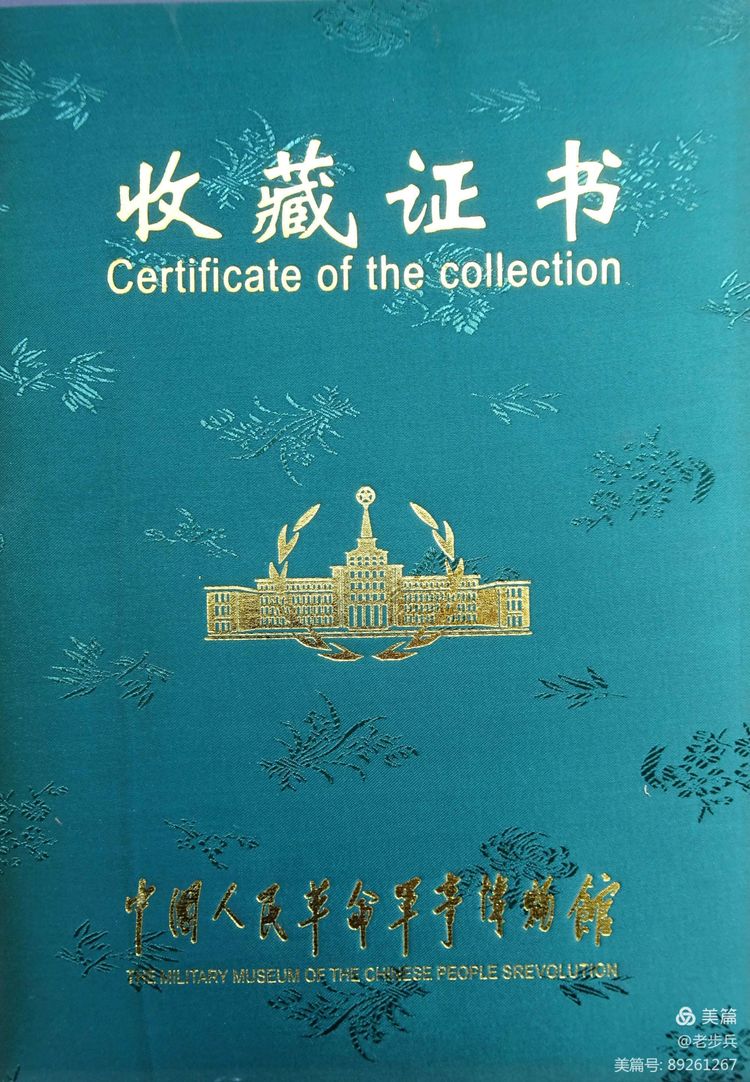 收藏证书
Certificate of the collection
中国人民革命军事博物館
THE MILITARY MUSEUM OF THE CHINESE PEOPLE SREVOLUTION
美篇
@老步兵
美篇号: 89261267